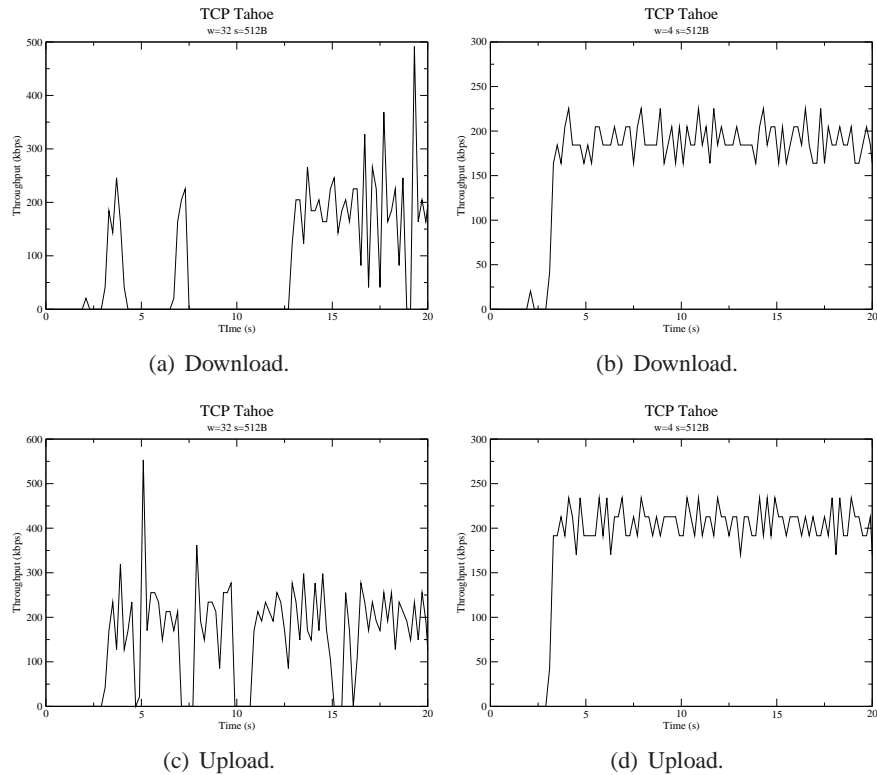 TCP Tahoe
w=32 s=512B
Throughput (kbps)
500
400
300
200
100
0
0 5 10 15 20
TIme (s)
(a) Download.
TCP Tahoe
w=4 s=512B
Throughput (kbps)
300
250
200
150
100
50
0
0 5 10 15 20
Time (s)
(b) Download.
TCP Tahoe
w=32 s=512B
Throughput (kbps)
600
500
400
300
200
100
0
0 5 10 15 20
Time (s)
(c) Upload.
TCP Tahoe
w=4 s=512B
Throughput (kbps)
300
250
200
150
100
50
0
0 5 10 15 20
Time (s)
(d) Upload.